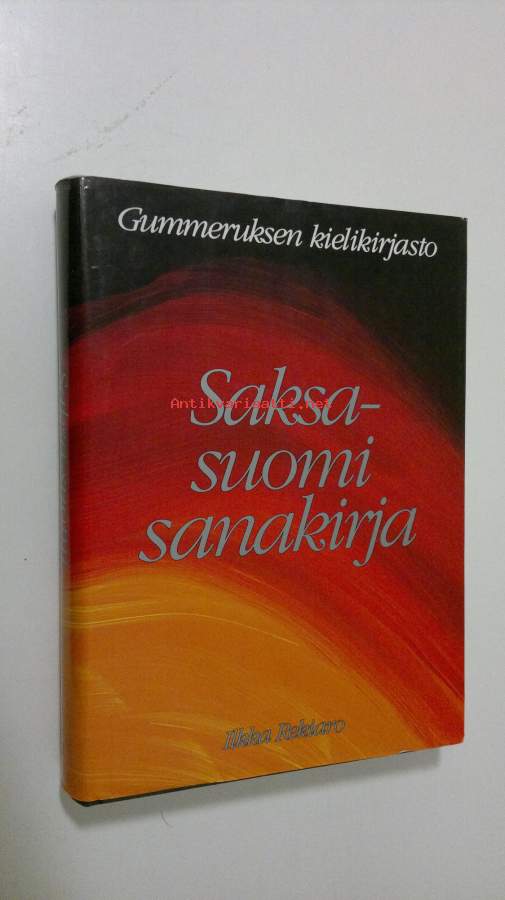 Gummeruksen kielikirjasto
Saksa-
Antikvariaatti.net
suomi
sanakirja
Ilkka Rekiaro